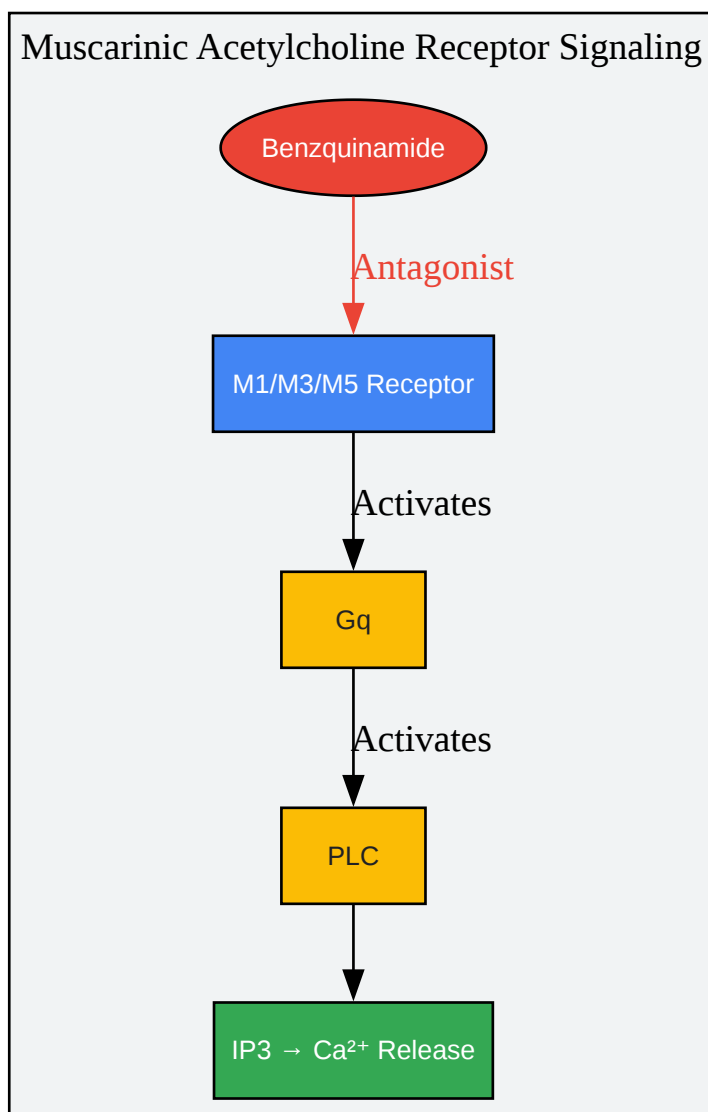 Muscarinic Acetylcholine Receptor Signaling
Benzquinamide
Antagonist
M1/M3/M5 Receptor
Activates
Gq
Activates
PLC
IP3 → Ca²⁺ Release